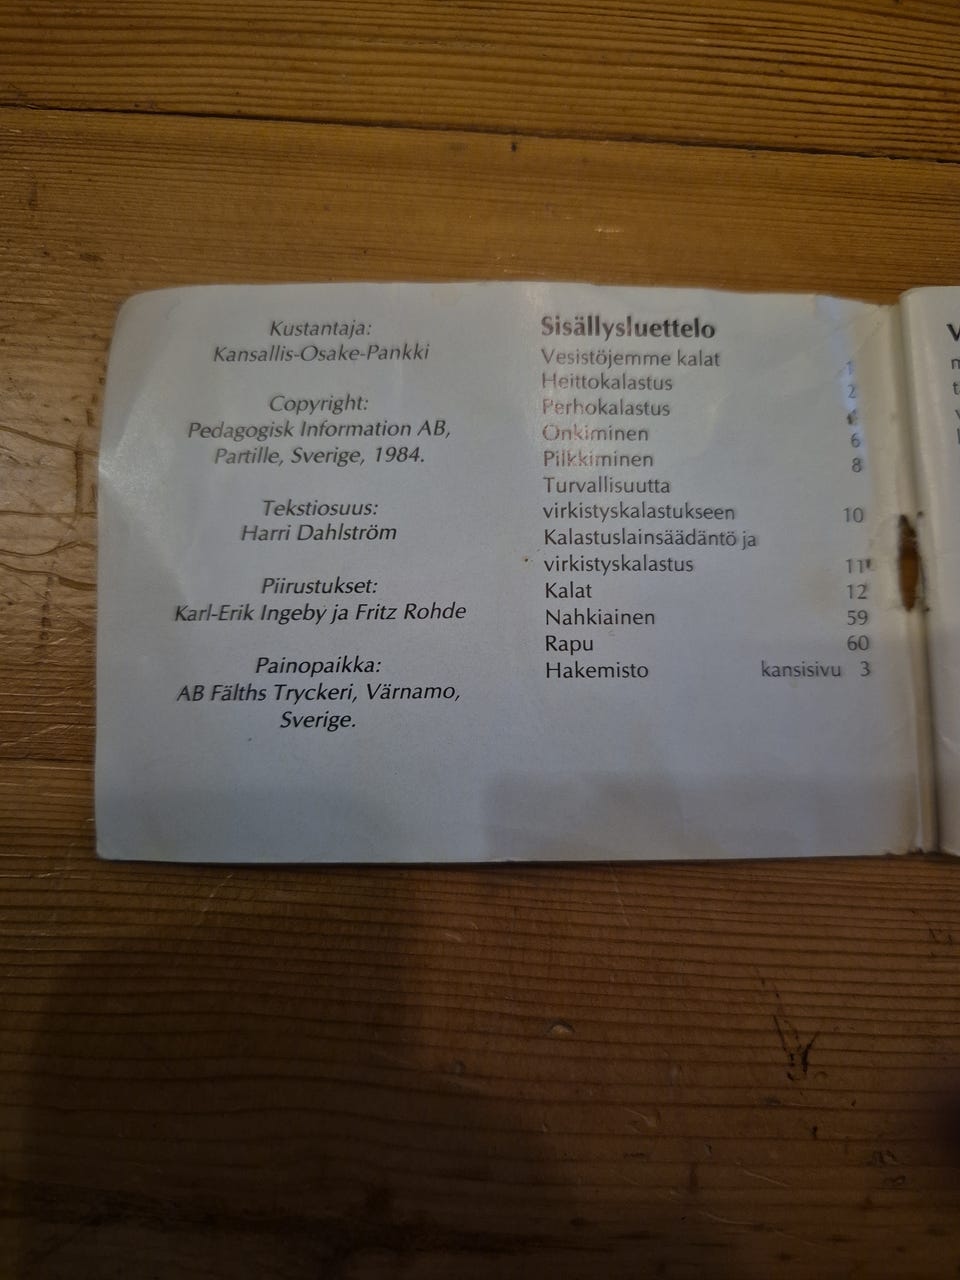 Kustantaja:
Kansallis-Osake-Pankki
Copyright:
Pedagogisk Information AB,
Partille, Sverige, 1984.
Tekstiosuus:
Harri Dahlström
Piirustukset:
Karl-Erik Ingeby ja Fritz Rohde
Painopaikka:
AB Fälths Tryckeri, Värnamo,
Sverige.
Sisällysluettelo
Vesistöjemme kalat 1
Heittokalastus 2
Perhokalastus
Onkiminen 6
Pilkkiminen 8
Turvallisuutta
virkistyskalastukseen 10
Kalastuslainsäädäntö ja
virkistyskalastus 11
Kalat 12
Nahkiainen 59
Rapu 60
Hakemisto kansisivu 3